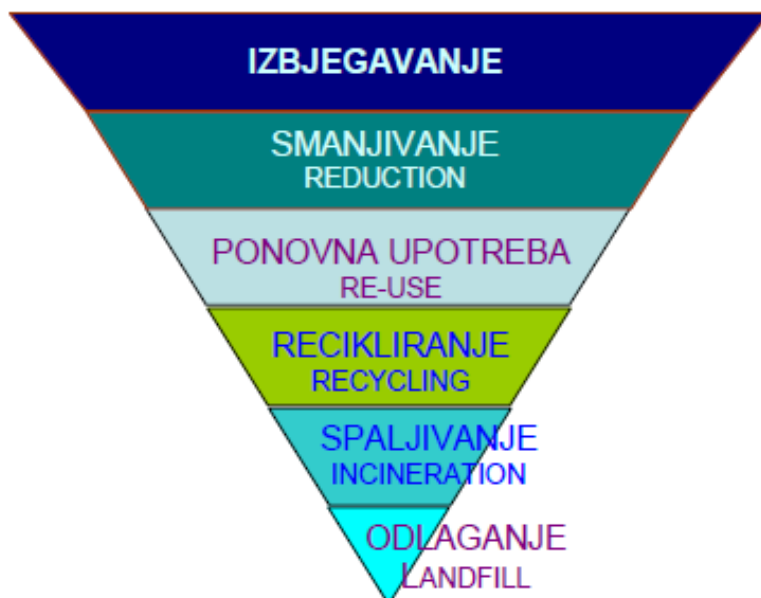 IZBJEGAVANJE
SMANJIVANJE
REDUCTION
PONOVNA UPOTREBA
RE-USE
RECIKLIRANJE
RECYCLING
SPALJIVANJE
INCINERATION
ODLAGANJE
LANDFILL